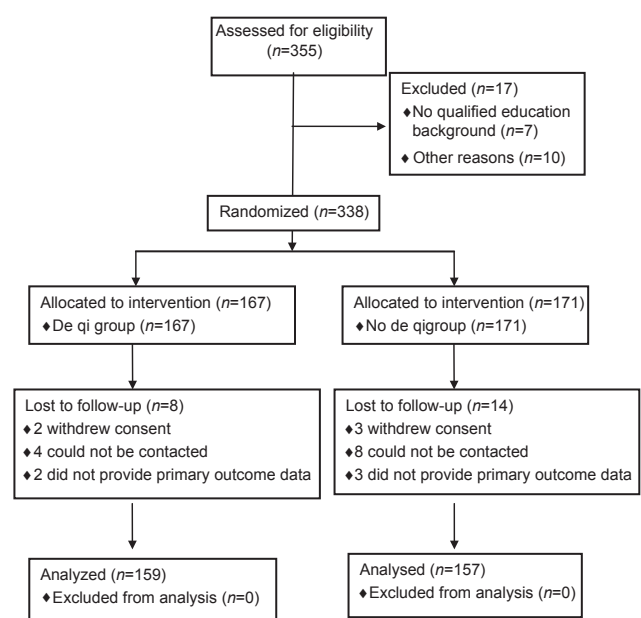 Assessed for eligibility
(n=355)
Excluded (n=17)
♦No qualified education
background (n=7)
♦ Other reasons (n=10)
Randomized (n=338)
Allocated to intervention (n=167)
♦De qi group (n=167)
Allocated to intervention (n=171)
♦No de qigroup (n=171)
Lost to follow-up (n=8)
♦2 withdrew consent
♦4 could not be contacted
♦2 did not provide primary outcome data
Lost to follow-up (n=14)
♦3 withdrew consent
♦8 could not be contacted
♦3 did not provide primary outcome data
Analyzed (n=159)
♦Excluded from analysis (n=0)
Analysed (n=157)
♦Excluded from analysis (n=0)